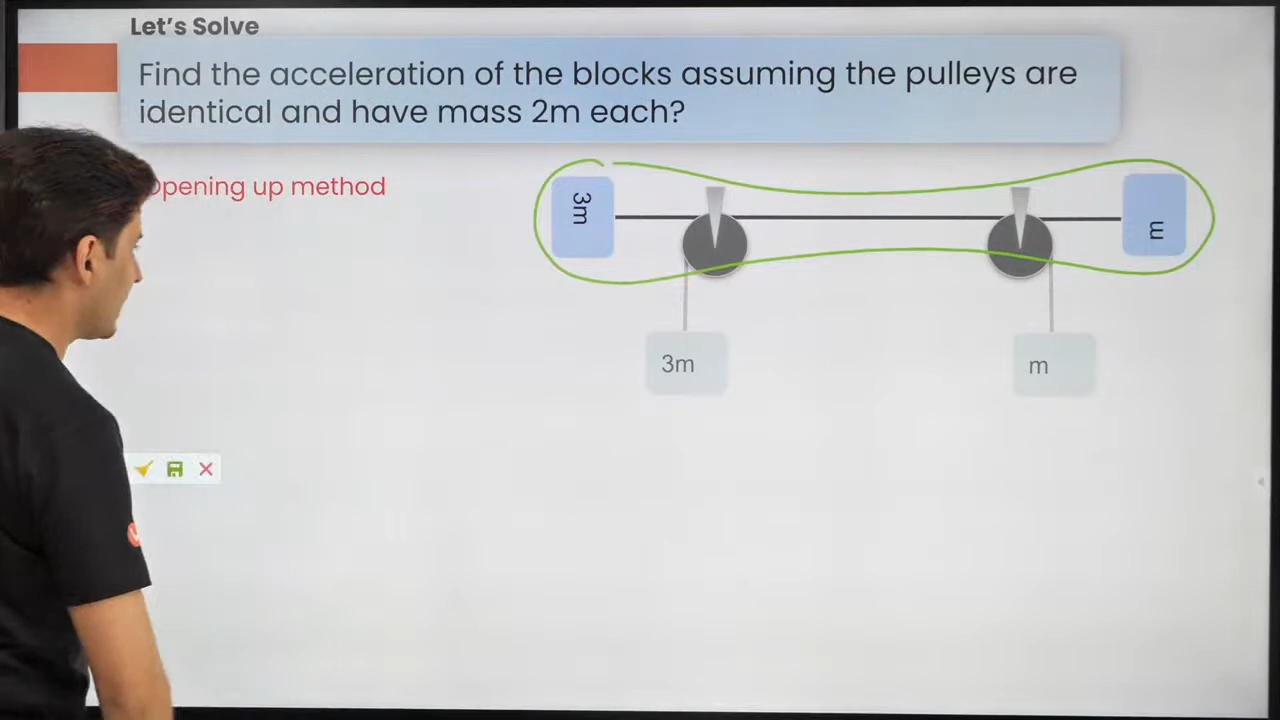 Let's Solve
Find the acceleration of the blocks assuming the pulleys are
identical and have mass 2m each?
opening up method
3m
m
3m
m